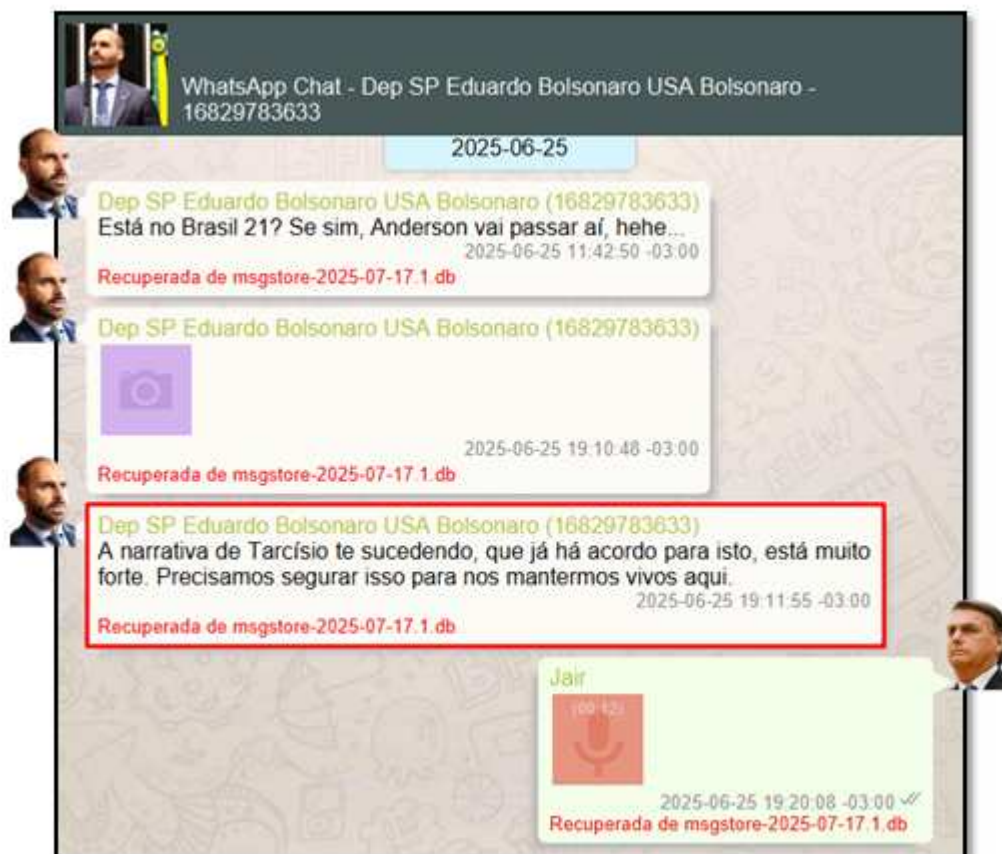 WhatsApp Chat - Dep SP Eduardo Bolsonaro USA Bolsonaro -
16829783633
2025-06-25
Dep SP Eduardo Bolsonaro USA Bolsonaro (16829783633)
Está no Brasil 21? Se sim, Anderson vai passar aí, hehe...
2025-06-25 11:42:50 -03:00
Recuperada de msgstore-2025-07-17.1.db
Dep SP Eduardo Bolsonaro USA Bolsonaro (16829783633)
2025-06-25 19:10:48 -03:00
Recuperada de msgstore-2025-07-17.1.db
Dep SP Eduardo Bolsonaro USA Bolsonaro (16829783633)
A narrativa de Tarcísio te sucedendo, que já há acordo para isto, está muito
forte. Precisamos segurar isso para nos mantermos vivos aqui.
2025-06-25 19:11:55 -03:00
Recuperada de msgstore-2025-07-17.1.db
Jair
(00:12)
2025-06-25 19:20:08 -03:00
Recuperada de msgstore-2025-07-17.1.db